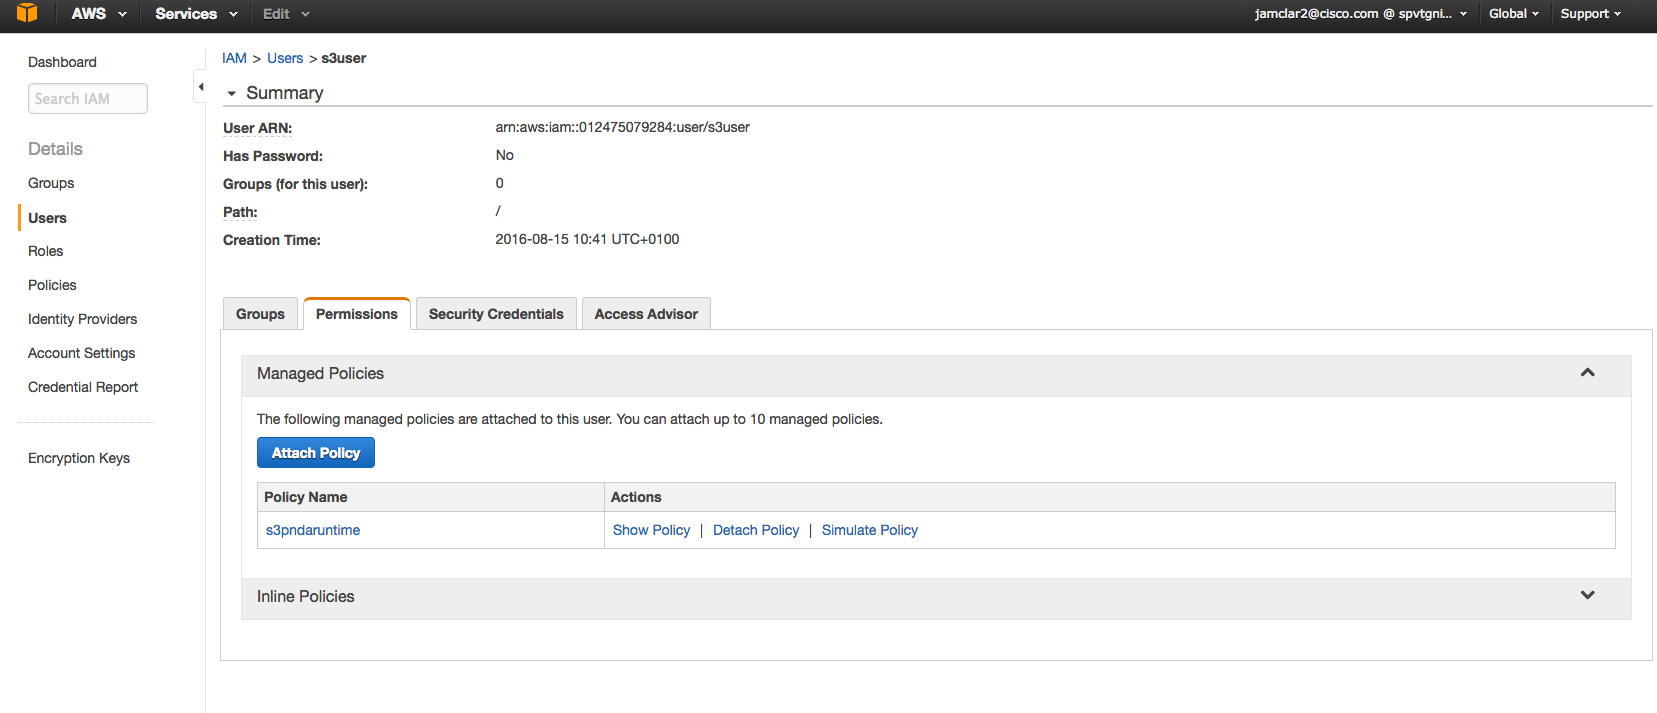 AWS Services Edit jamclar2@cisco.com @ spvtgni... Global Support
Dashboard
Search IAM
Details
Groups
Users
Roles
Policies
Identity Providers
Account Settings
Credential Report
Encryption Keys
IAM > Users > s3user
Summary
User ARN: arn:aws:iam::012475079284:user/s3user
Has Password: No
Groups (for this user): 0
Path: /
Creation Time: 2016-08-15 10:41 UTC+0100
Groups Permissions Security Credentials Access Advisor
Managed Policies
The following managed policies are attached to this user. You can attach up to 10 managed policies.
Attach Policy
Policy Name Actions
s3pndaruntime Show Policy | Detach Policy | Simulate Policy
Inline Policies